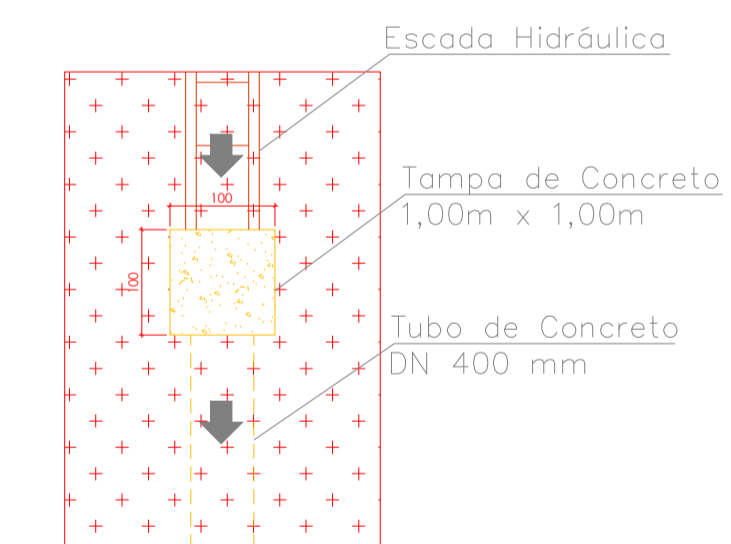 Escada Hidráulica
Tampa de Concreto
1,00m x 1,00m
100
100
Tubo de Concreto
DN 400 mm